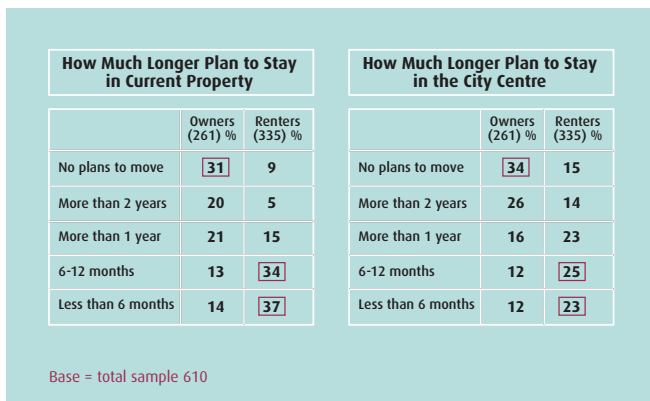 How Much Longer Plan to Stay
in Current Property
Owners Renters
(261) % (335) %
No plans to move 31 9
More than 2 years 20 5
More than 1 year 21 15
6-12 months 13 34
Less than 6 months 14 37
How Much Longer Plan to Stay
in the City Centre
Owners Renters
(261) % (335) %
No plans to move 34 15
More than 2 years 26 14
More than 1 year 16 23
6-12 months 12 25
Less than 6 months 12 23
Base = total sample 610